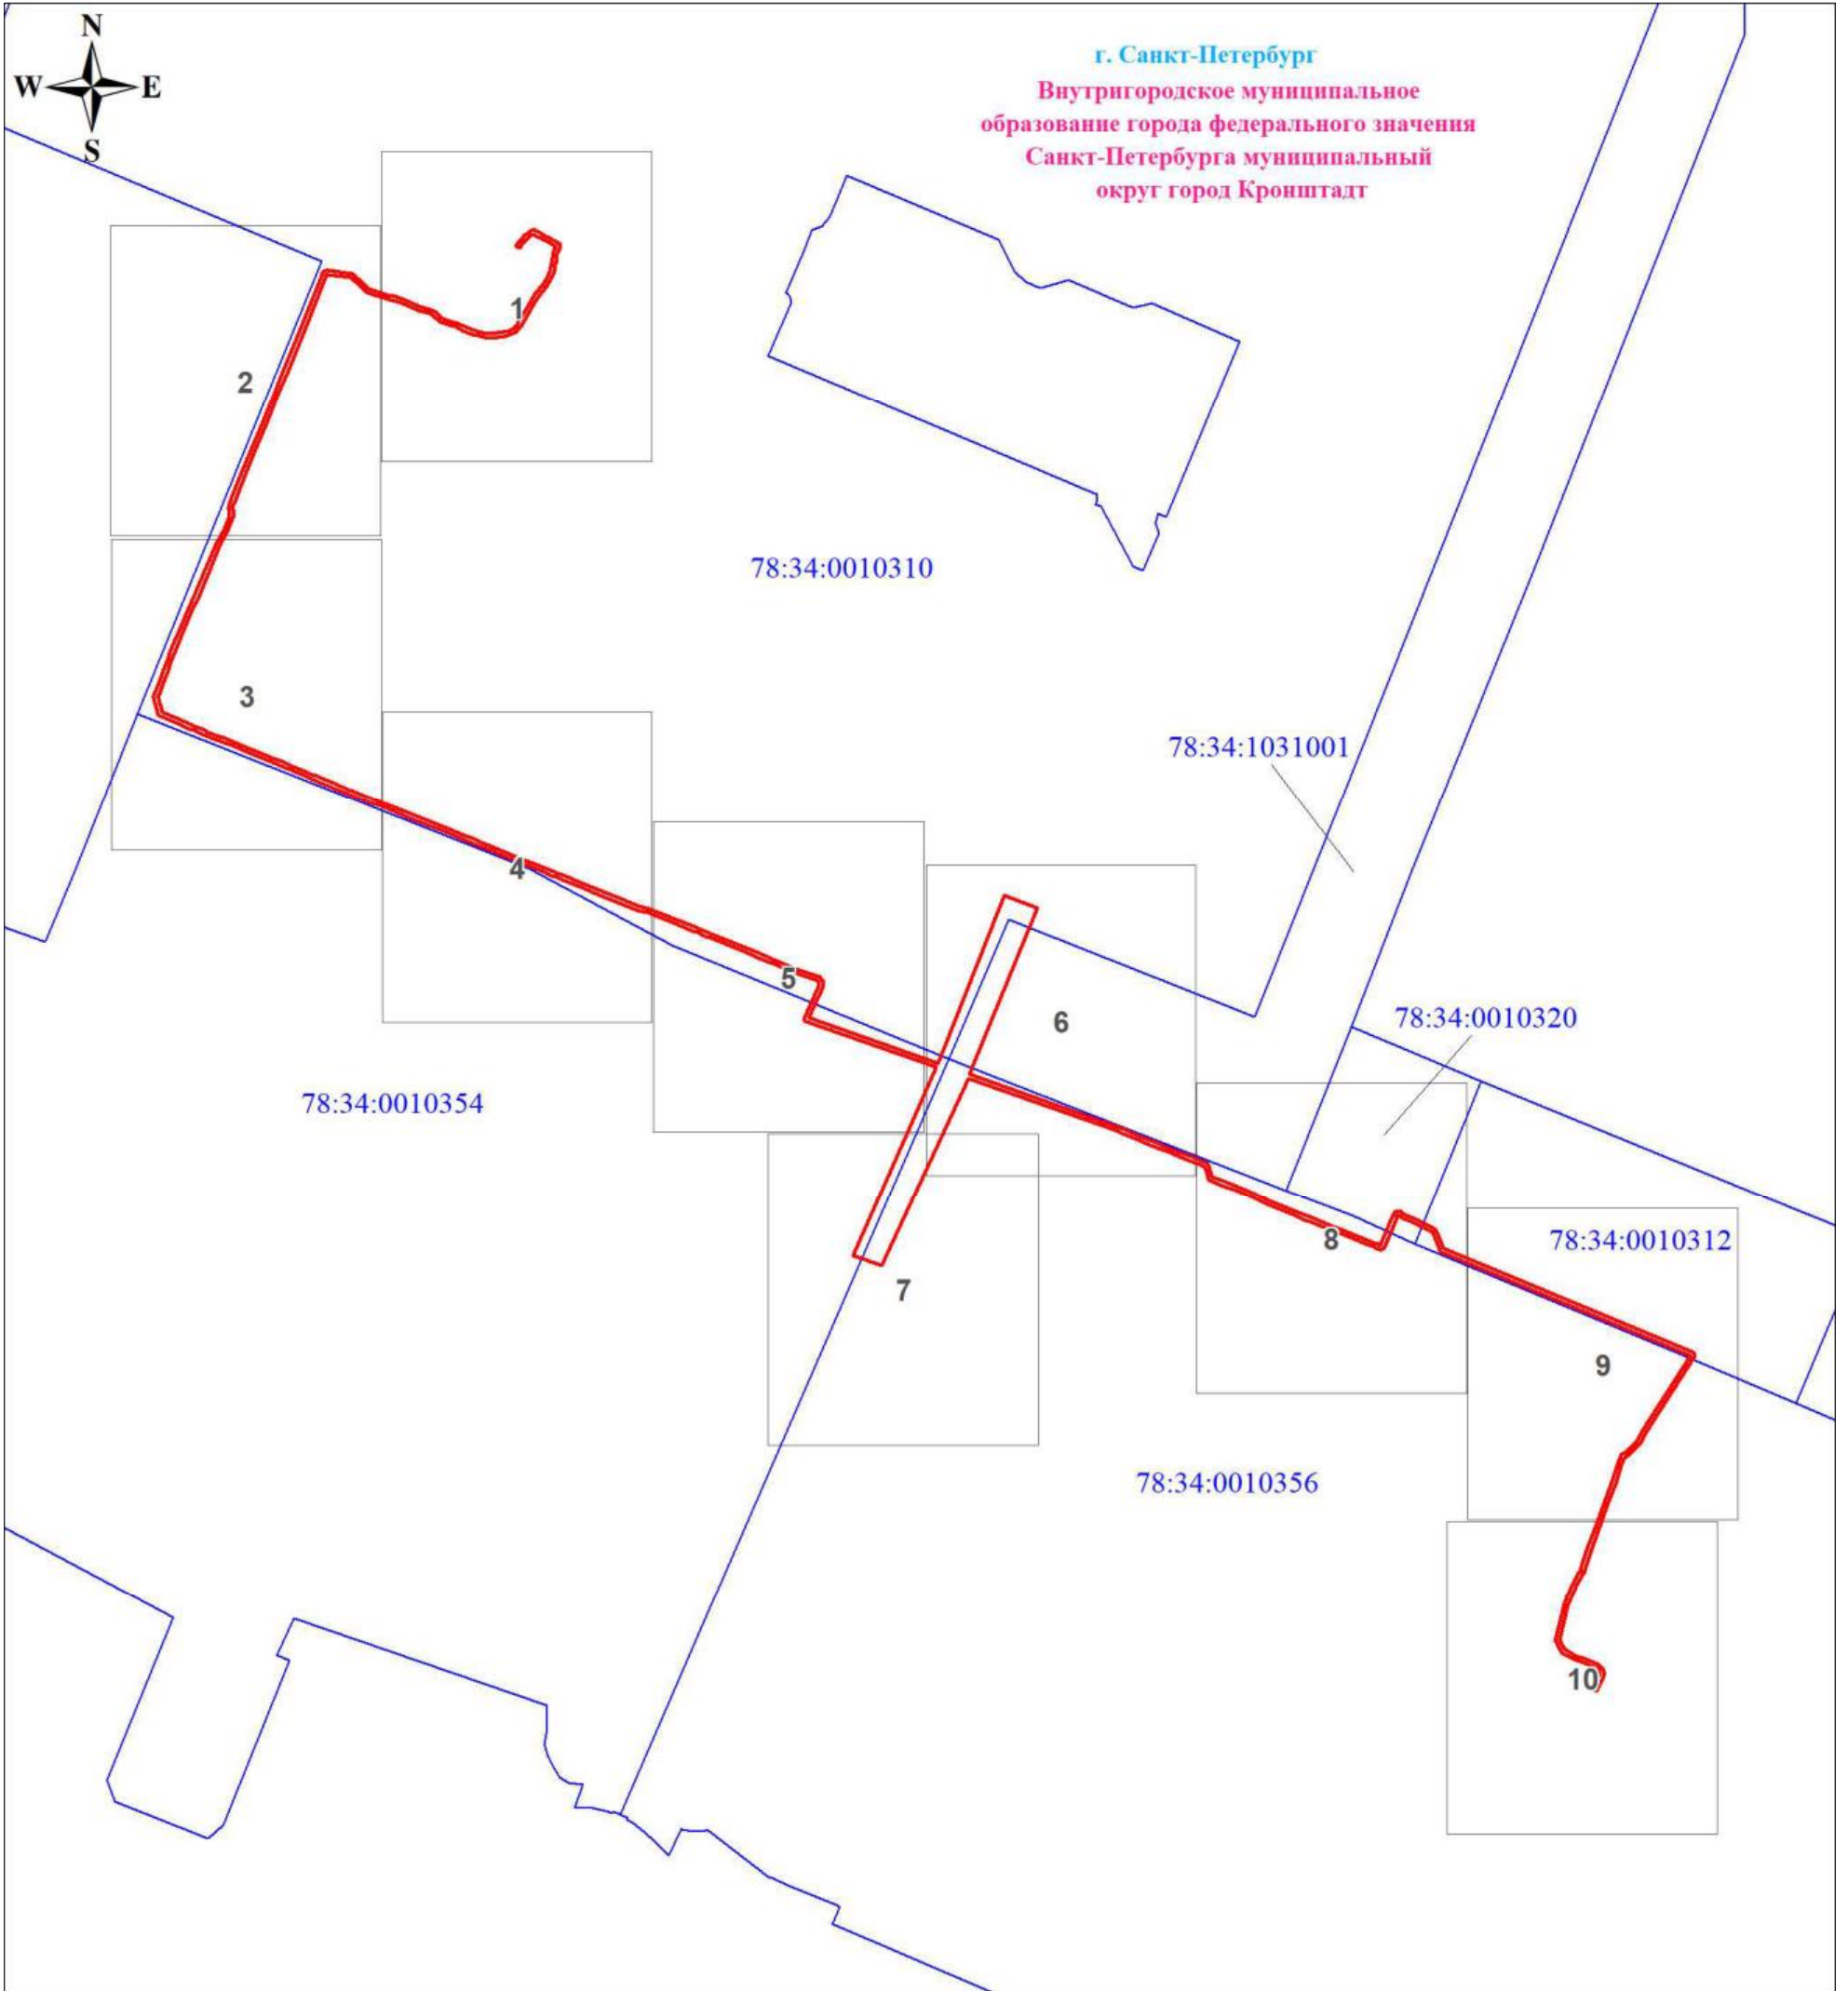 N
W E
S
г. Санкт-Петербург
Внутригородское муниципальное
образование города федерального значения
Санкт-Петербурга муниципальный
округ город Кронштадт
1
2
78:34:0010310
3
78:34:1031001
4
5
6
78:34:0010320
78:34:0010354
8
78:34:0010312
7
9
78:34:0010356
10